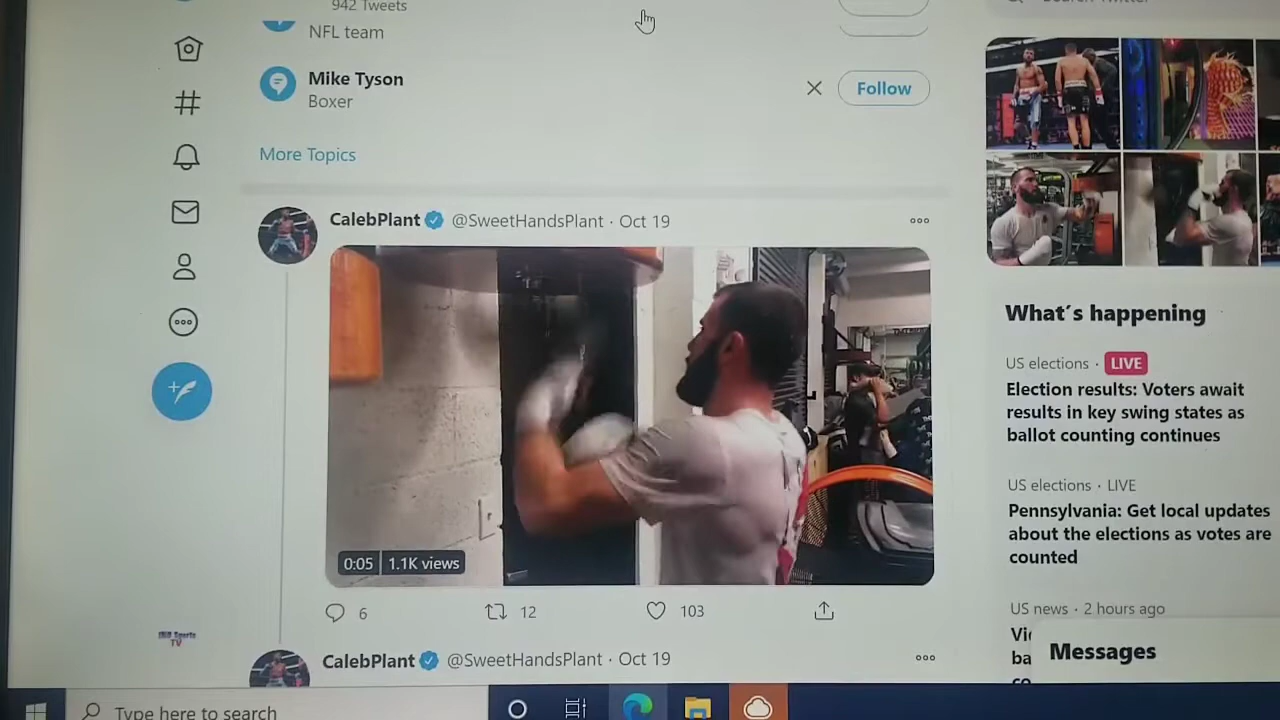 942 Tweets
NFL team
Mike Tyson
Boxer
Follow
More Topics
CalebPlant @SweetHandsPlant · Oct 19
0:05 1.1K views
6 12 103
CalebPlant @SweetHandsPlant · Oct 19
Search Twitter
What's happening
US elections · LIVE
Election results: Voters await
results in key swing states as
ballot counting continues
US elections · LIVE
Pennsylvania: Get local updates
about the elections as votes are
counted
US news · 2 hours ago
Messages
Type here to search
TV